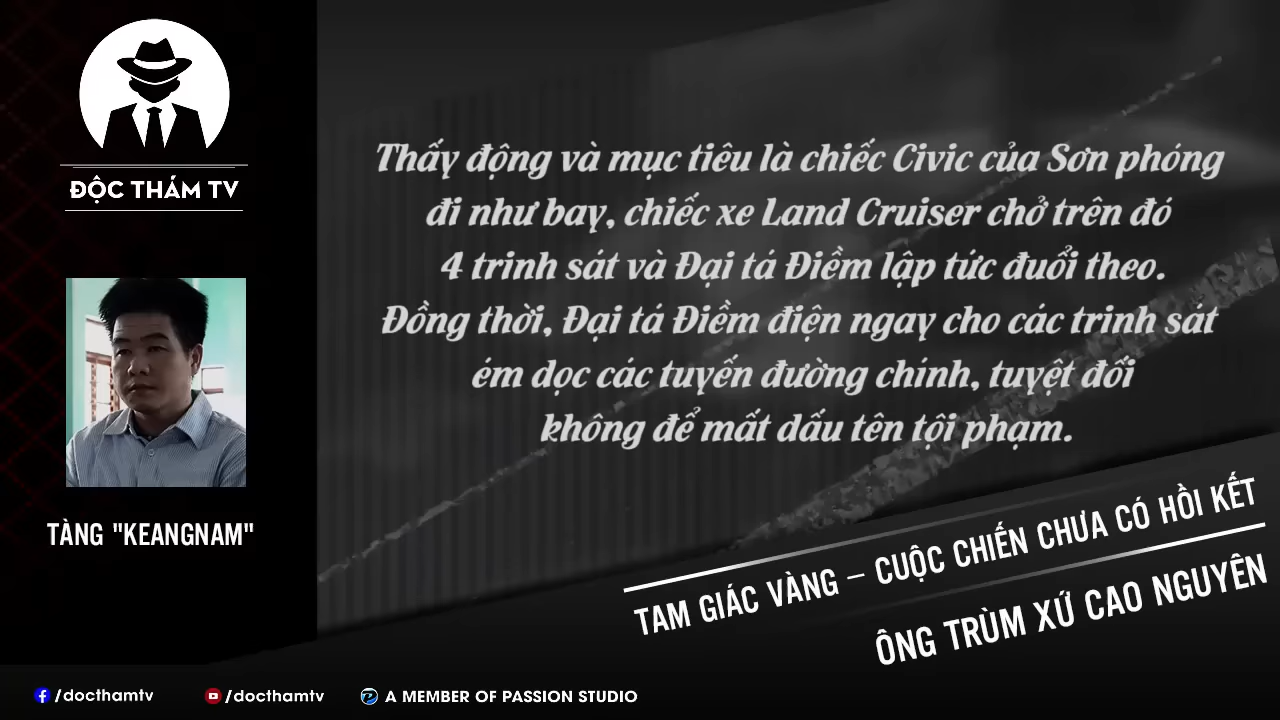 ĐỘC THÁM TV
TÀNG "KEANGNAM"
Thấy động và mục tiêu là chiếc Civic của Sơn phóng
đi như bay, chiếc xe Land Cruiser chở trên đó
4 trinh sát và Đại tá Điềm lập tức đuổi theo.
Đồng thời, Đại tá Điềm điện ngay cho các trinh sát
ém dọc các tuyến đường chính, tuyệt đối
không để mất dấu tên tội phạm.
TAM GIÁC VÀNG – CUỘC CHIẾN CHƯA CÓ HỒI KẾT
ÔNG TRÙM XỨ CAO NGUYÊN
/docthamtv
/docthamtv
A MEMBER OF PASSION STUDIO